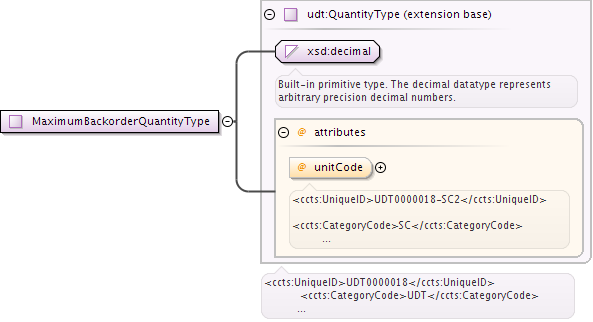 udt:QuantityType (extension base)
xsd:decimal
Built-in primitive type. The decimal datatype represents
arbitrary precision decimal numbers.
MaximumBackorderQuantityType
@ attributes
@ unitCode
<ccts:UniqueID>UDT0000018-SC2</ccts:UniqueID>
<ccts:CategoryCode>SC</ccts:CategoryCode>
...
<ccts:UniqueID>UDT0000018</ccts:UniqueID>
<ccts:CategoryCode>UDT</ccts:CategoryCode>
...